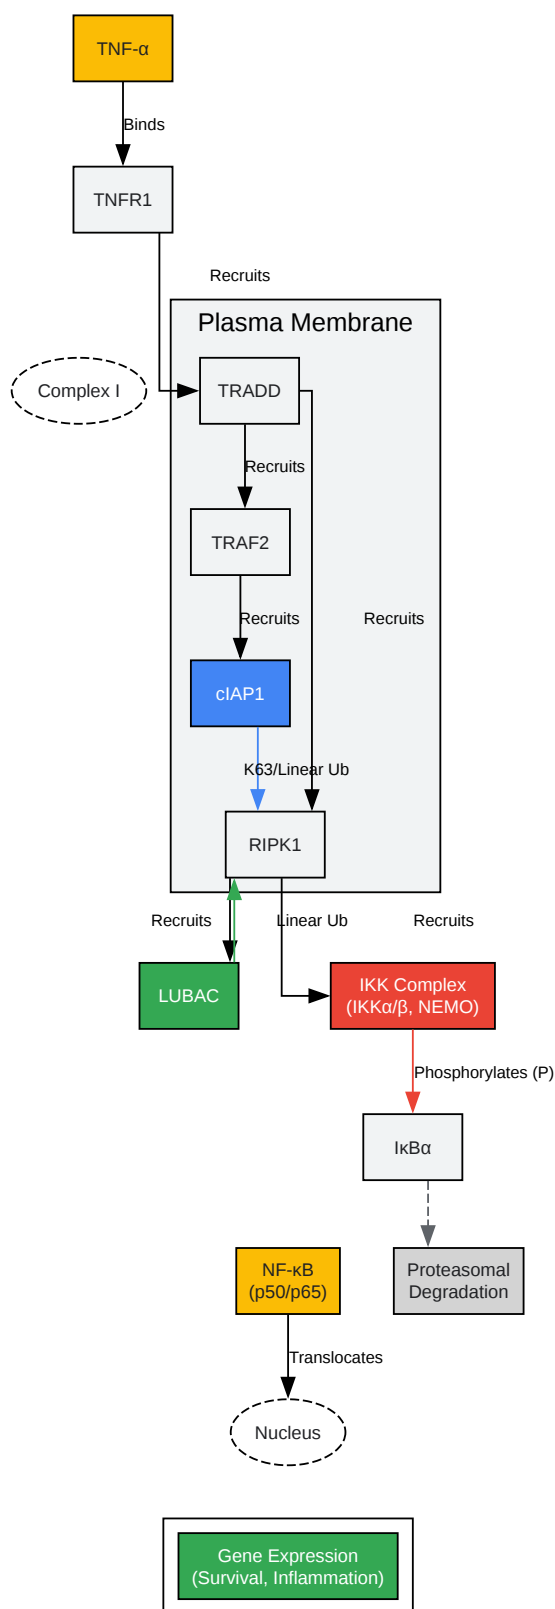 TNF-α
Binds
TNFR1
Recruits
Plasma Membrane
Complex I
TRADD
Recruits
TRAF2
Recruits
Recruits
cIAP1
K63/Linear Ub
RIPK1
Recruits
Linear Ub
Recruits
LUBAC
IKK Complex
(IKKα/β, NEMO)
Phosphorylates (P)
IκBα
NF-κB
(p50/p65)
Proteasomal
Degradation
Translocates
Nucleus
Gene Expression
(Survival, Inflammation)